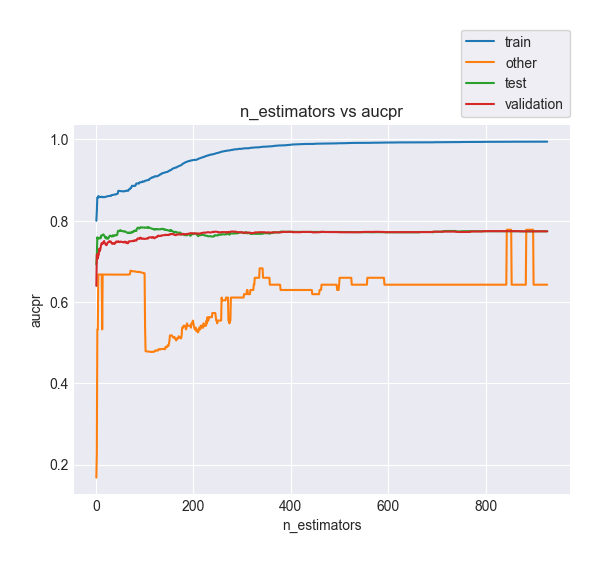 train
other
test
validation
n_estimators vs aucpr
1.0
0.8
0.6
0.4
0.2
aucpr
0 200 400 600 800
n_estimators